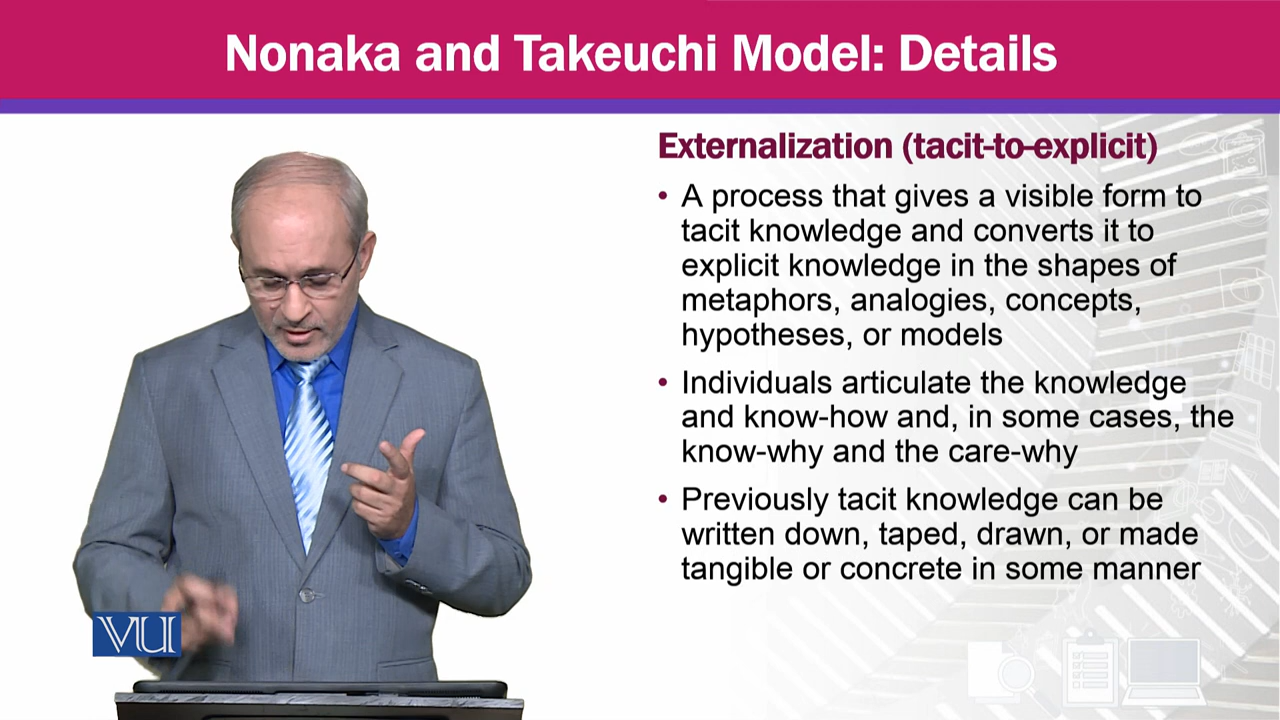 Nonaka and Takeuchi Model: Details
Externalization (tacit-to-explicit)
• A process that gives a visible form to
tacit knowledge and converts it to
explicit knowledge in the shapes of
metaphors, analogies, concepts,
hypotheses, or models
• Individuals articulate the knowledge
and know-how and, in some cases, the
know-why and the care-why
• Previously tacit knowledge can be
written down, taped, drawn, or made
tangible or concrete in some manner
VU